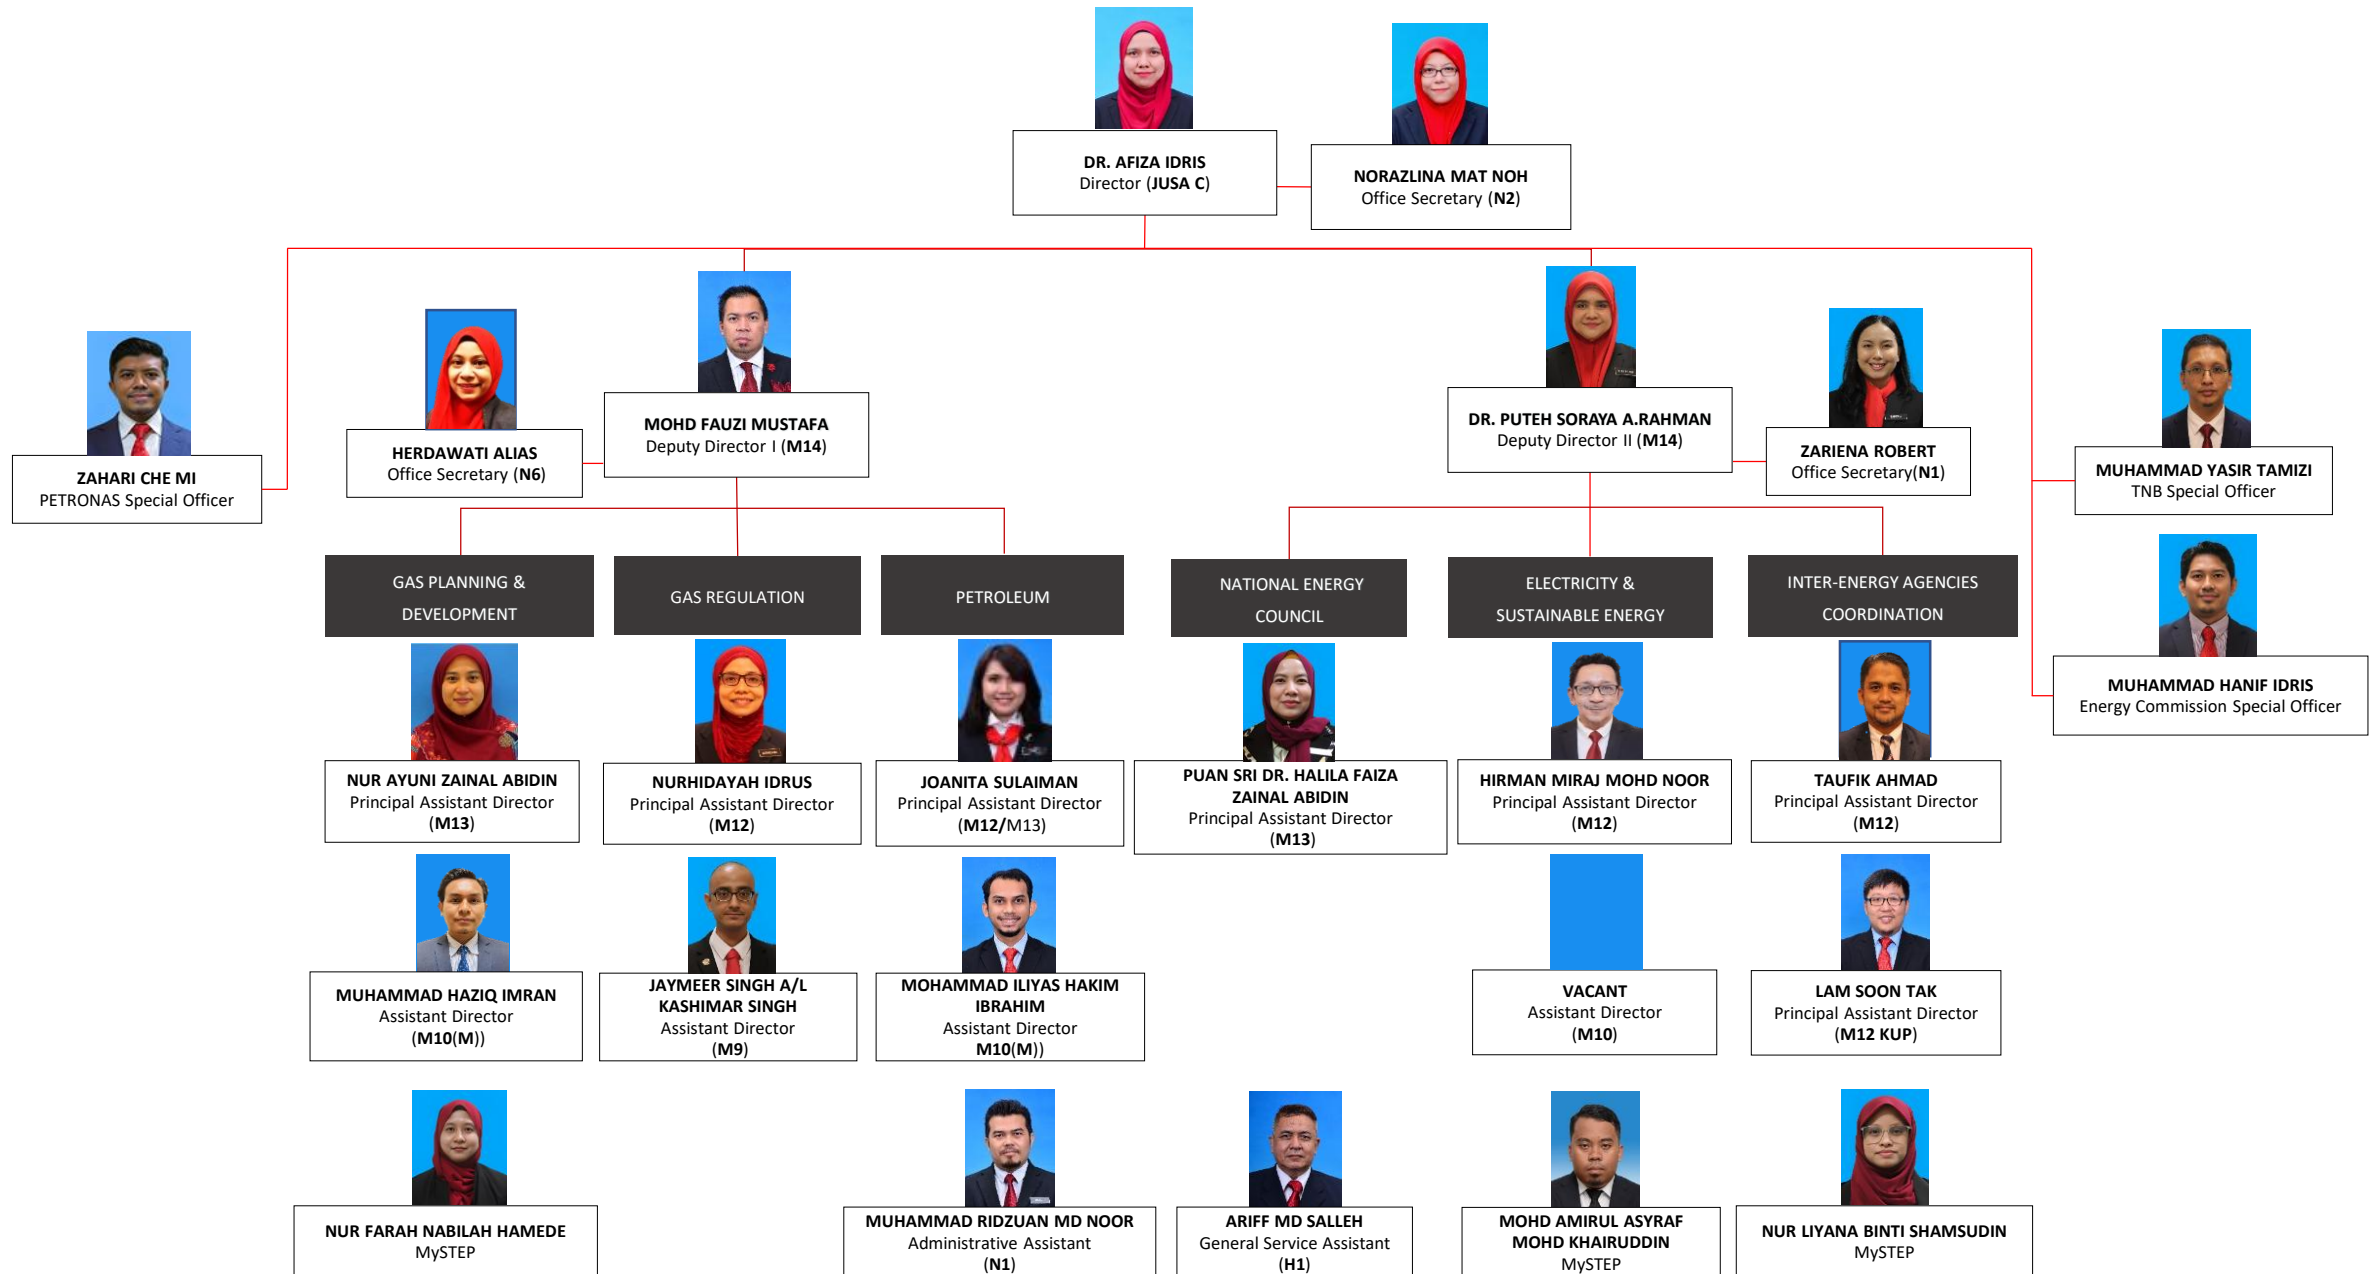 DR. AFIZA IDRIS
Director (JUSA C)
NORAZLINA MAT NOH
Office Secretary (N2)
ZAHARI CHE MI
PETRONAS Special Officer
HERDAWATI ALIAS
Office Secretary (N6)
MOHD FAUZI MUSTAFA
Deputy Director I (M14)
DR. PUTEH SORAYA A.RAHMAN
Deputy Director II (M14)
ZARIENA ROBERT
Office Secretary(N1)
MUHAMMAD YASIR TAMIZI
TNB Special Officer
MUHAMMAD HANIF IDRIS
Energy Commission Special Officer
GAS PLANNING &
DEVELOPMENT
GAS REGULATION
PETROLEUM
NATIONAL ENERGY
COUNCIL
ELECTRICITY &
SUSTAINABLE ENERGY
INTER-ENERGY AGENCIES
COORDINATION
NUR AYUNI ZAINAL ABIDIN
Principal Assistant Director
(M13)
NURHIDAYAH IDRUS
Principal Assistant Director
(M12)
JOANITA SULAIMAN
Principal Assistant Director
(M12/M13)
PUAN SRI DR. HALILA FAIZA
ZAINAL ABIDIN
Principal Assistant Director
(M13)
HIRMAN MIRAJ MOHD NOOR
Principal Assistant Director
(M12)
TAUFIK AHMAD
Principal Assistant Director
(M12)
MUHAMMAD HAZIQ IMRAN
Assistant Director
(M10(M))
JAYMEER SINGH A/L
KASHIMAR SINGH
Assistant Director
(M9)
MOHAMMAD ILIYAS HAKIM
IBRAHIM
Assistant Director
M10(M))
VACANT
Assistant Director
(M10)
LAM SOON TAK
Principal Assistant Director
(M12 KUP)
NUR FARAH NABILAH HAMEDE
MySTEP
MUHAMMAD RIDZUAN MD NOOR
Administrative Assistant
(N1)
ARIFF MD SALLEH
General Service Assistant
(H1)
MOHD AMIRUL ASYRAF
MOHD KHAIRUDDIN
MySTEP
NUR LIYANA BINTI SHAMSUDIN
MySTEP